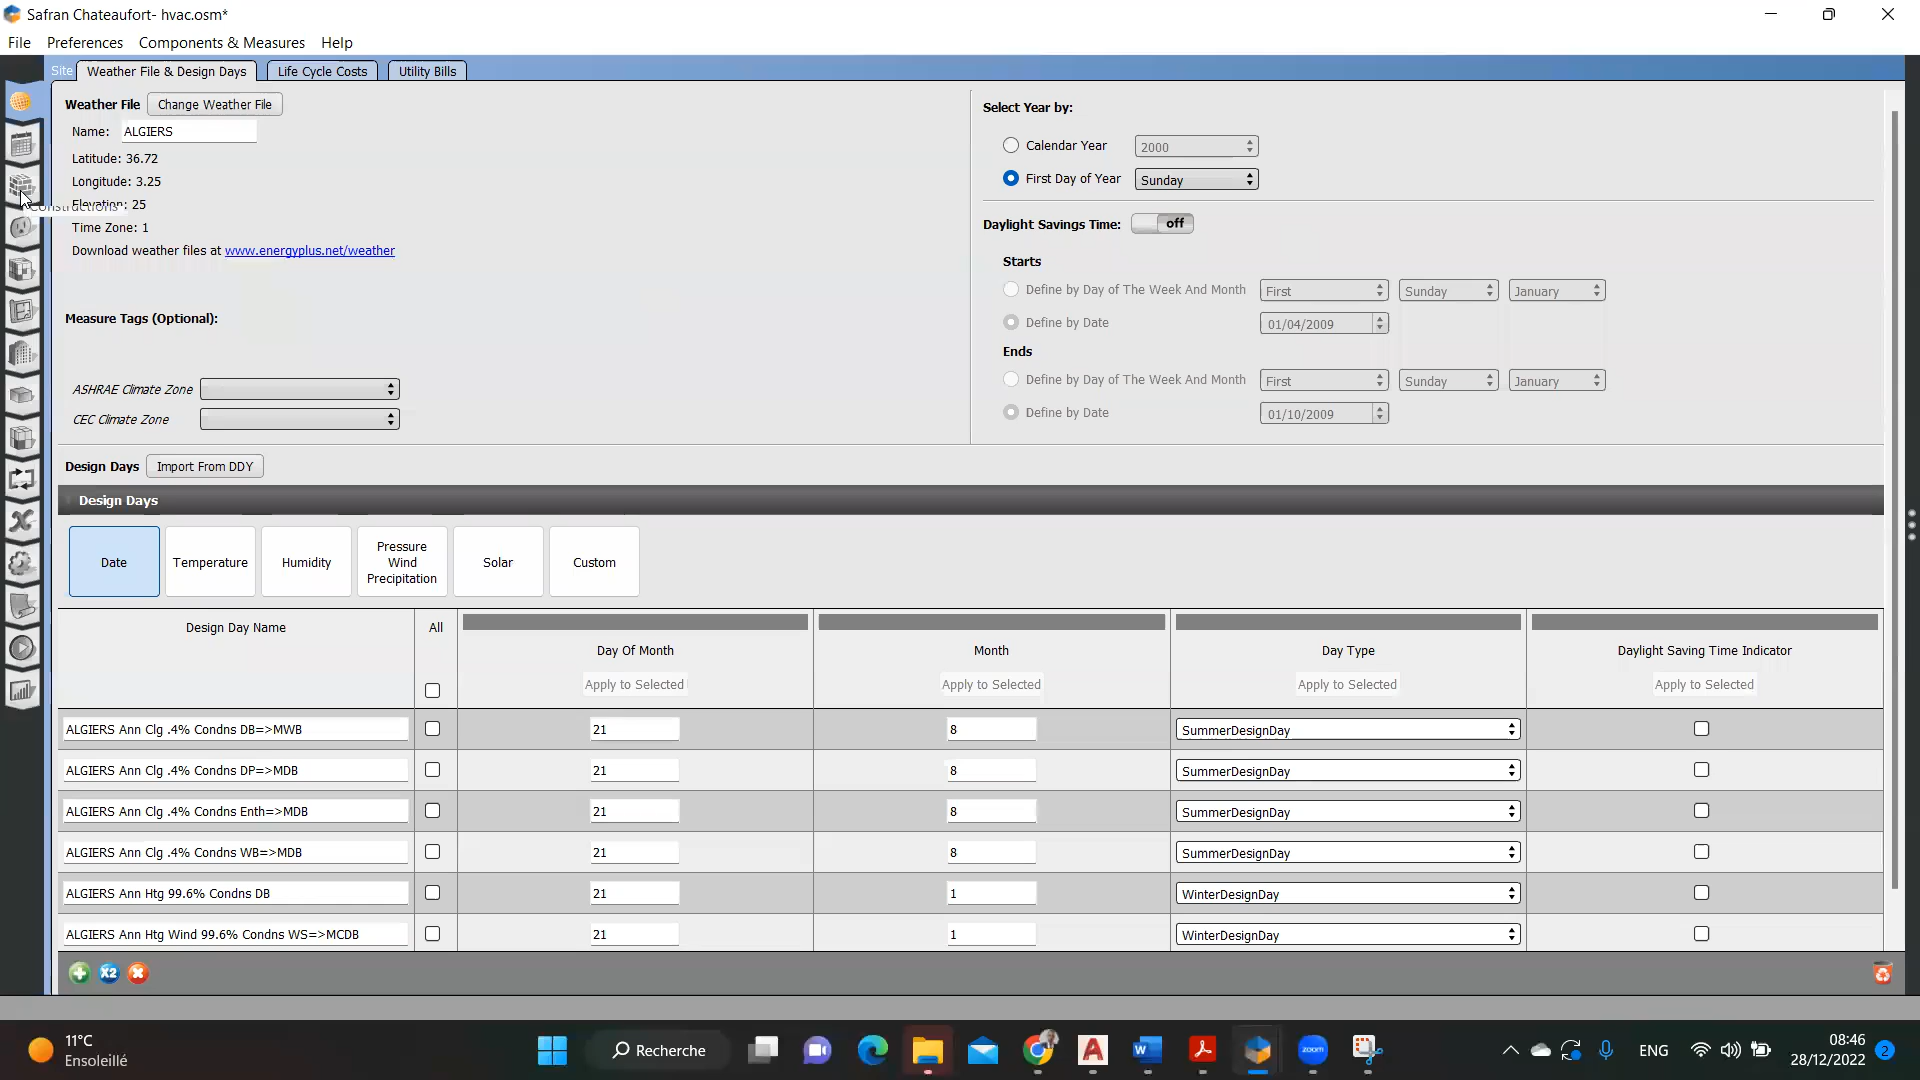 Safran Chateaufort- hvac.osm*
File Preferences Components & Measures Help
Site Weather File & Design Days Life Cycle Costs Utility Bills
Weather File Change Weather File
Name: ALGIERS
Latitude: 36.72
Longitude: 3.25
Elevation: 25
Constructions
Time Zone: 1
Download weather files at www.energyplus.net/weather
Measure Tags (Optional):
ASHRAE Climate Zone
CEC Climate Zone
Select Year by:
Calendar Year 2000
First Day of Year Sunday
Daylight Savings Time: off
Starts
Define by Day of The Week And Month First Sunday January
Define by Date 01/04/2009
Ends
Define by Day of The Week And Month First Sunday January
Define by Date 01/10/2009
Design Days Import From DDY
Design Days
Date Temperature Humidity Pressure Wind Precipitation Solar Custom
Design Day Name All Day Of Month Month Day Type Daylight Saving Time Indicator
Apply to Selected Apply to Selected Apply to Selected Apply to Selected
ALGIERS Ann Clg .4% Condns DB=>MWB 21 8 SummerDesignDay
ALGIERS Ann Clg .4% Condns DP=>MDB 21 8 SummerDesignDay
ALGIERS Ann Clg .4% Condns Enth=>MDB 21 8 SummerDesignDay
ALGIERS Ann Clg .4% Condns WB=>MDB 21 8 SummerDesignDay
ALGIERS Ann Htg 99.6% Condns DB 21 1 WinterDesignDay
ALGIERS Ann Htg Wind 99.6% Condns WS=>MCDB 21 1 WinterDesignDay
X2
11°C
Ensoleillé
Recherche
zoom
ENG
08:46
28/12/2022
2